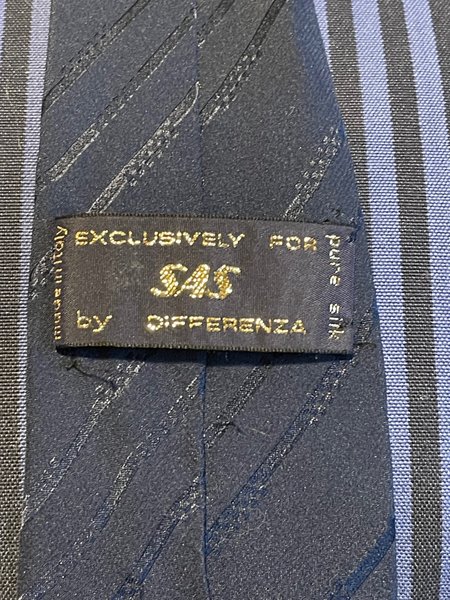 EXCLUSIVELY FOR
SAS
by DIFFERENZA
made in italy
pure silk